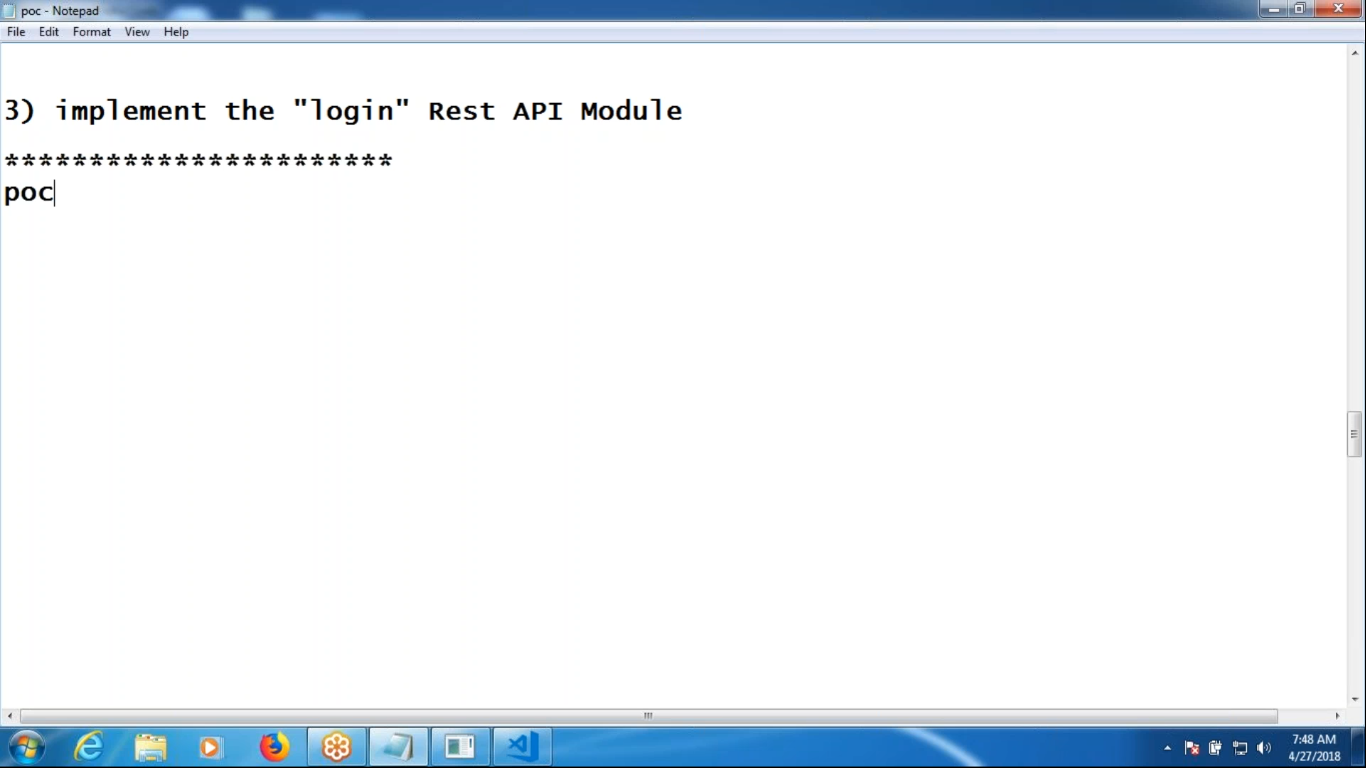 poc - Notepad
File Edit Format View Help
3) implement the "login" Rest API Module
***********************
poc
7:48 AM
4/27/2018